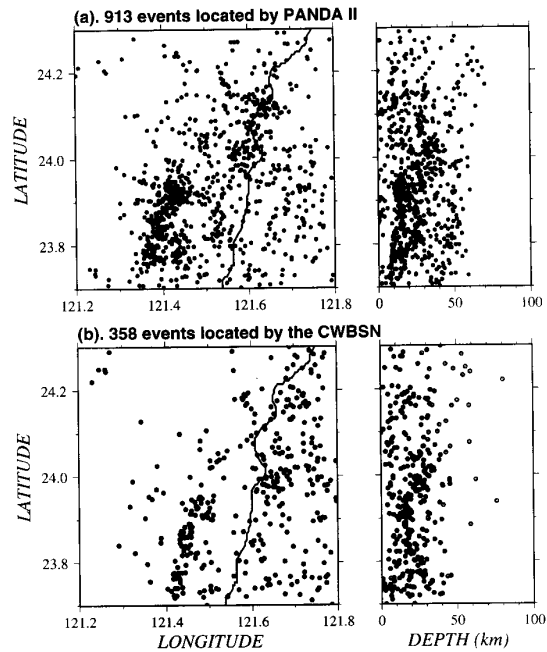 (a). 913 events located by PANDA II
24.2
24.0
23.8
LATITUDE
121.2 121.4 121.6 121.8 0 50 100
(b). 358 events located by the CWBSN
24.2
24.0
23.8
LATITUDE
121.2 121.4 121.6 121.8 0 50 100
LONGITUDE DEPTH (km)